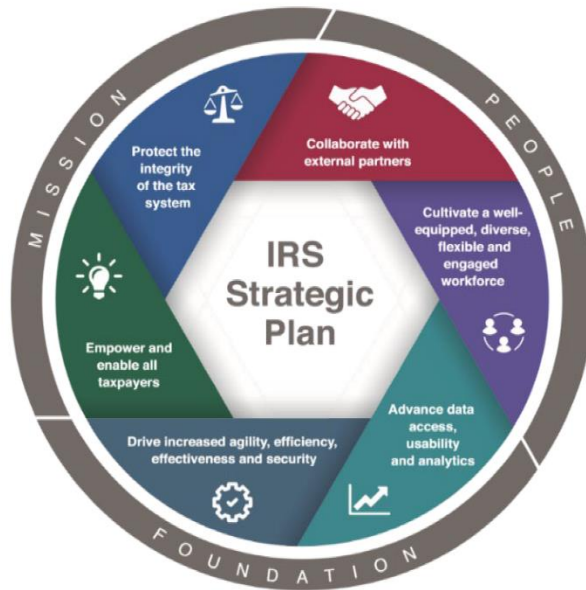 MISSION
PEOPLE
FOUNDATION
IRS
Strategic
Plan
Protect the
integrity
of the tax
system
Collaborate with
external partners
Cultivate a well-
equipped, diverse,
flexible and
engaged
workforce
Advance data
access,
usability
and analytics
Drive increased agility, efficiency,
effectiveness and security
Empower and
enable all
taxpayers